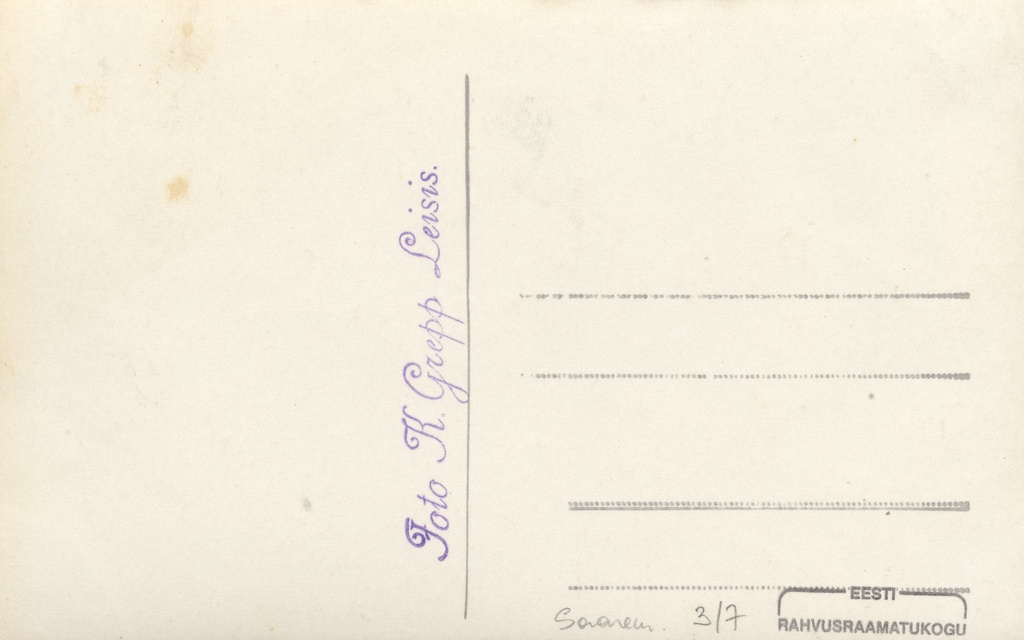 Foto K. Grepp Leisis.
Saarem. 3/7
EESTI
RAHVUSRAAMATUKOGU